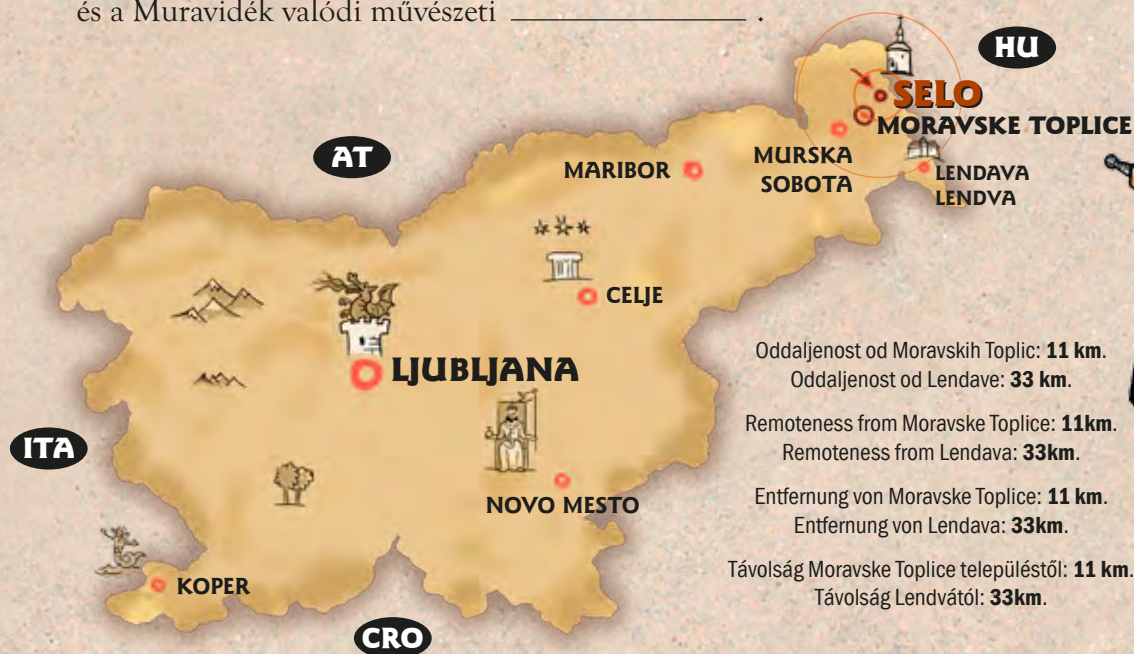 és a Muravidék valódi művészeti ____________________ .
HU
SELO
MORAVSKE TOPLICE
AT
MARIBOR
MURSKA
SOBOTA
LENDAVA
LENDVA
CELJE
LJUBLJANA
ITA
NOVO MESTO
KOPER
CRO
Oddaljenost od Moravskih Toplic: 11 km.
Oddaljenost od Lendave: 33 km.
Remoteness from Moravske Toplice: 11km.
Remoteness from Lendava: 33km.
Entfernung von Moravske Toplice: 11 km.
Entfernung von Lendava: 33km.
Távolság Moravske Toplice településtől: 11 km.
Távolság Lendvától: 33km.